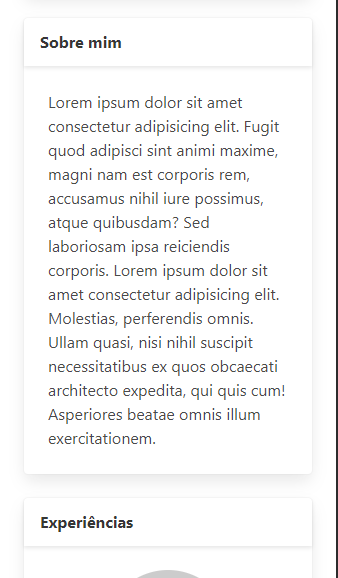 Sobre mim
Lorem ipsum dolor sit amet
consectetur adipisicing elit. Fugit
quod adipisci sint animi maxime,
magni nam est corporis rem,
accusamus nihil iure possimus,
atque quibusdam? Sed
laboriosam ipsa reiciendis
corporis. Lorem ipsum dolor sit
amet consectetur adipisicing elit.
Molestias, perferendis omnis.
Ullam quasi, nisi nihil suscipit
necessitatibus ex quos obcaecati
architecto expedita, qui quis cum!
Asperiores beatae omnis illum
exercitationem.
Experiências